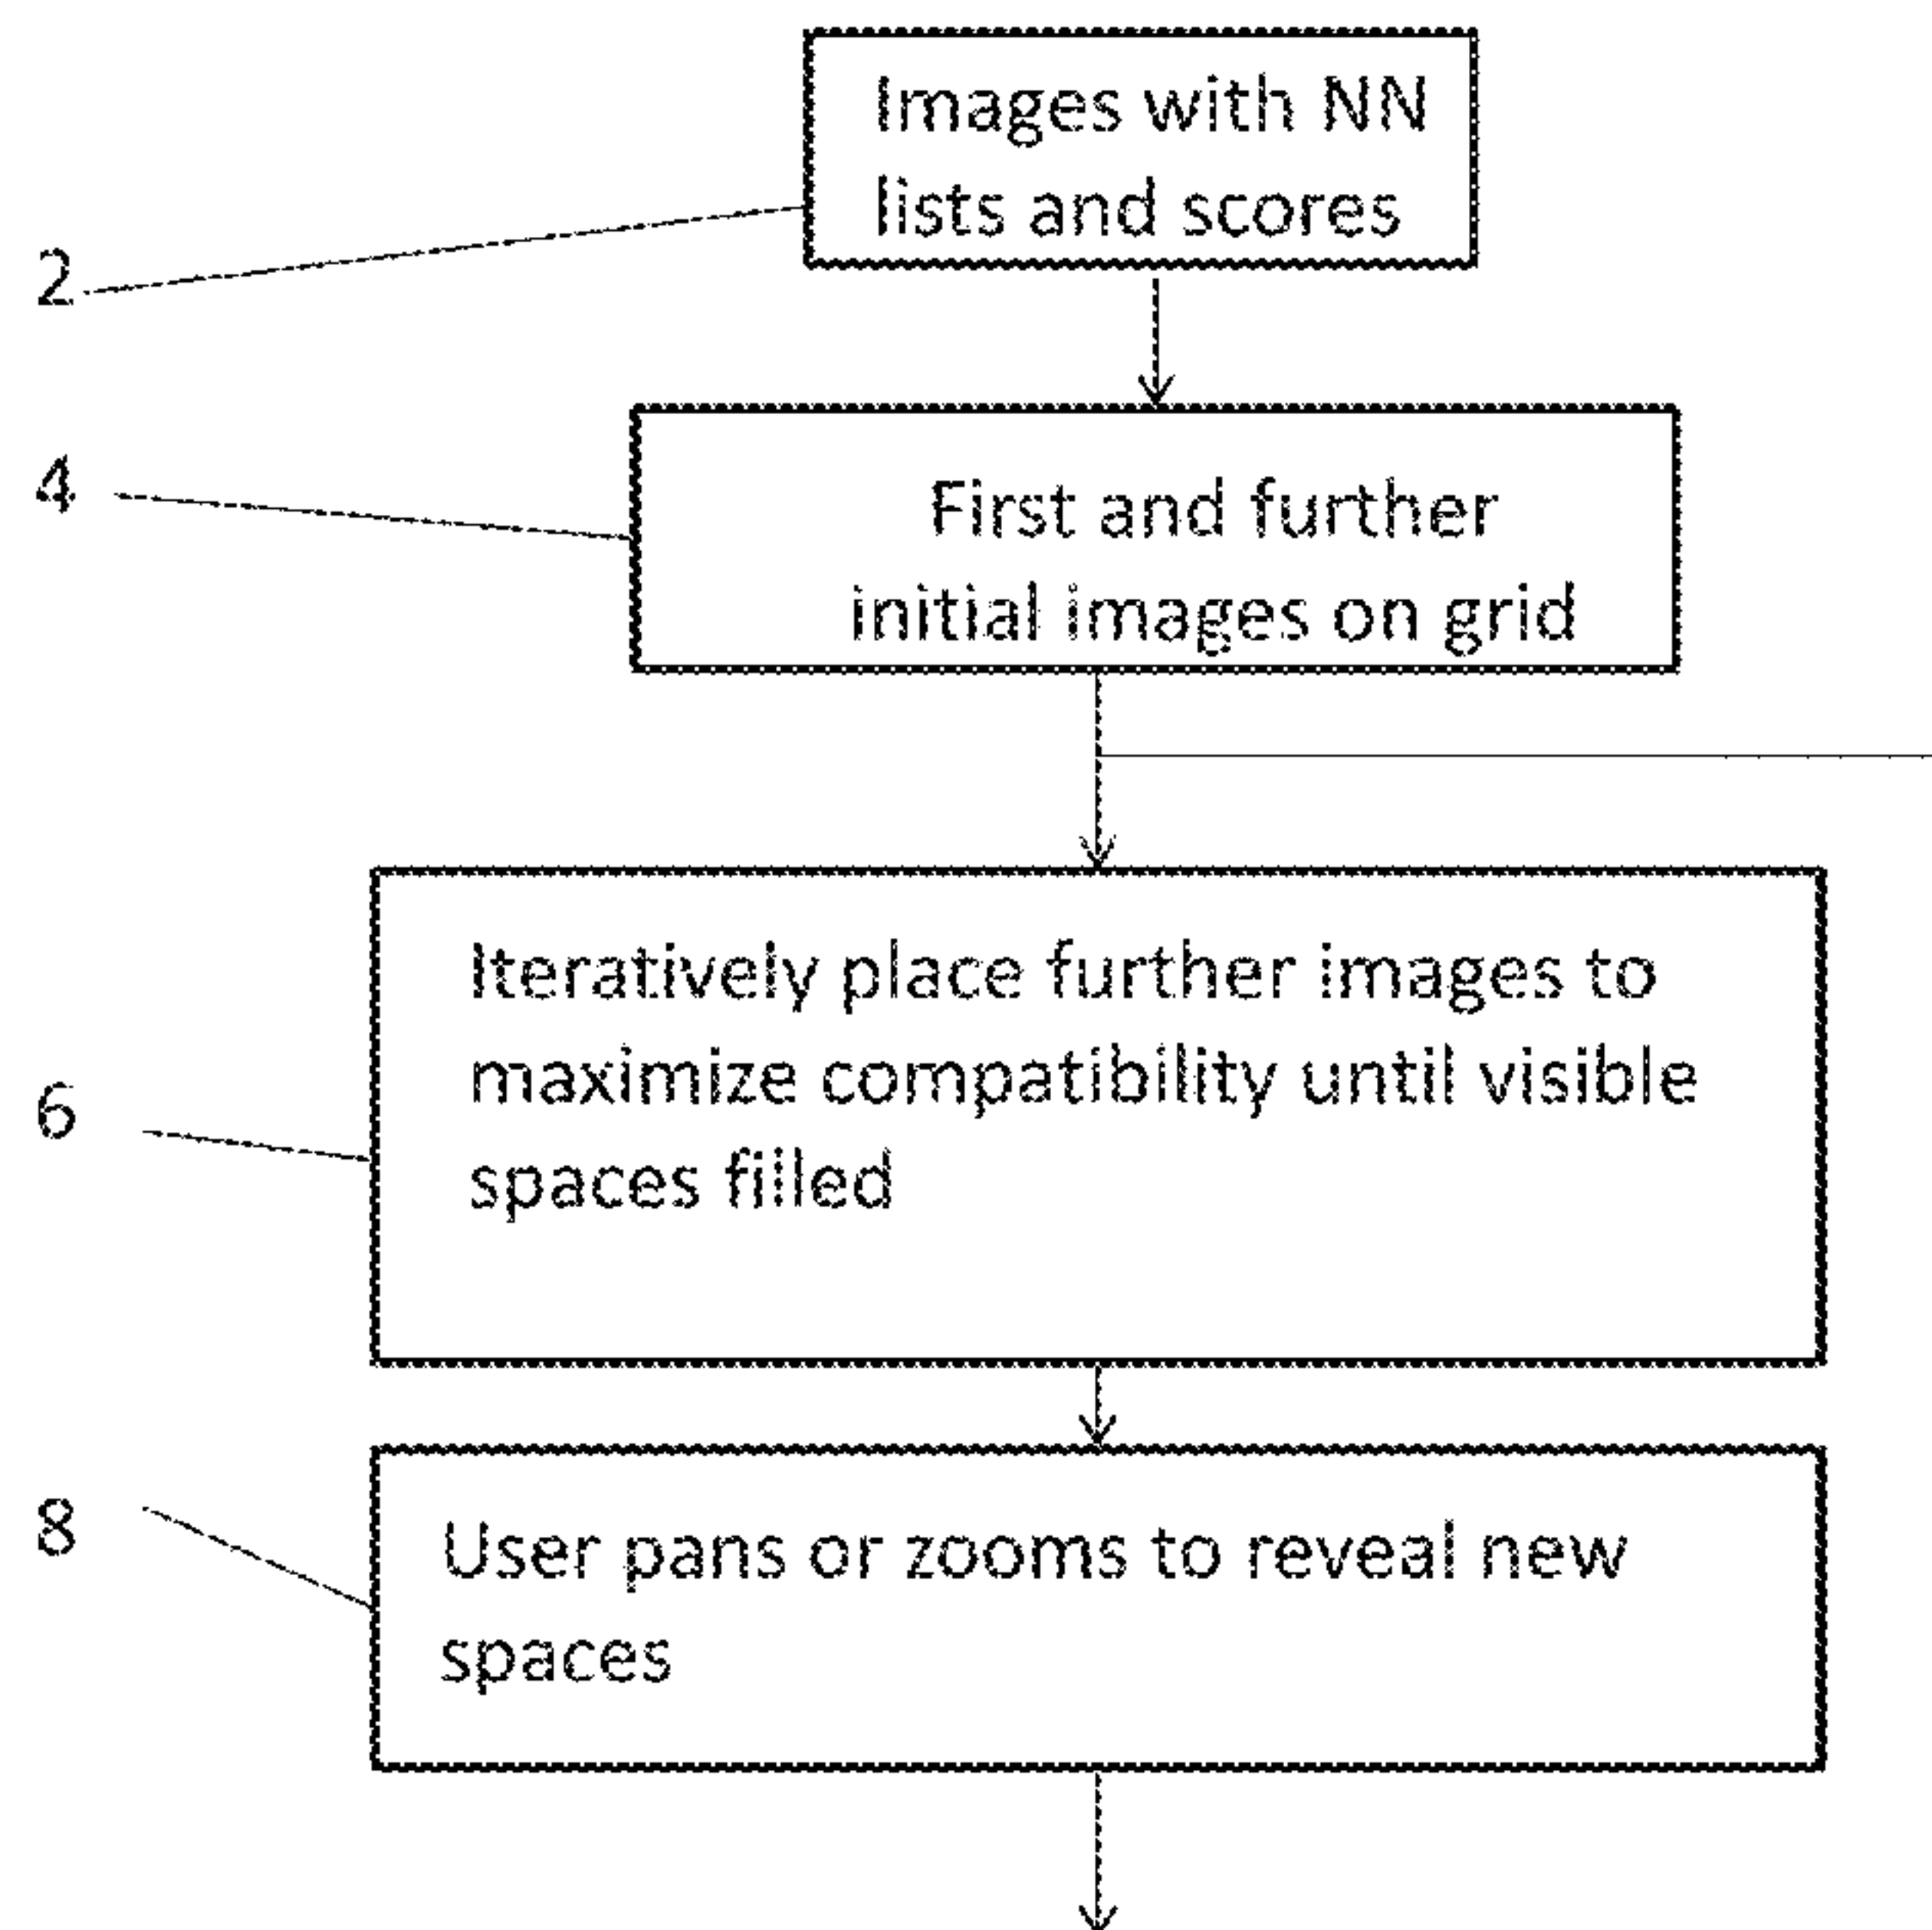 Images with NN
lists and scores
2
4
First and further
initial images on grid
Iteratively place further images to
maximize compatibility until visible
spaces filled
6
8
User pans or zooms to reveal new
spaces